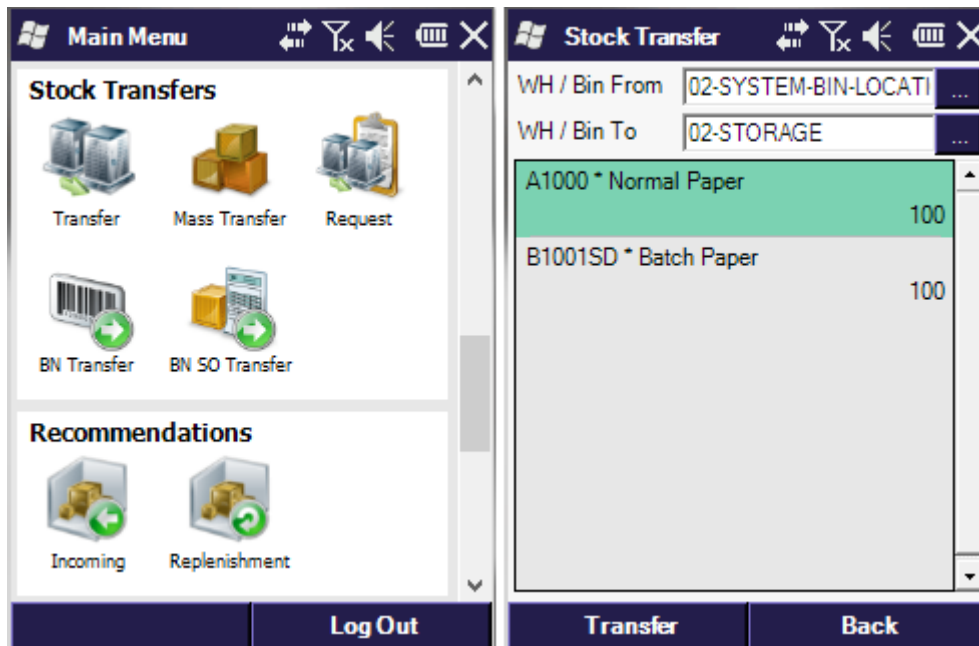 Main Menu
Stock Transfers
Transfer Mass Transfer Request
BN Transfer BN SO Transfer
Recommendations
Incoming Replenishment
Log Out
Stock Transfer
WH / Bin From 02-SYSTEM-BIN-LOCATI ...
WH / Bin To 02-STORAGE ...
A1000 * Normal Paper
100
B1001SD * Batch Paper
100
Transfer Back